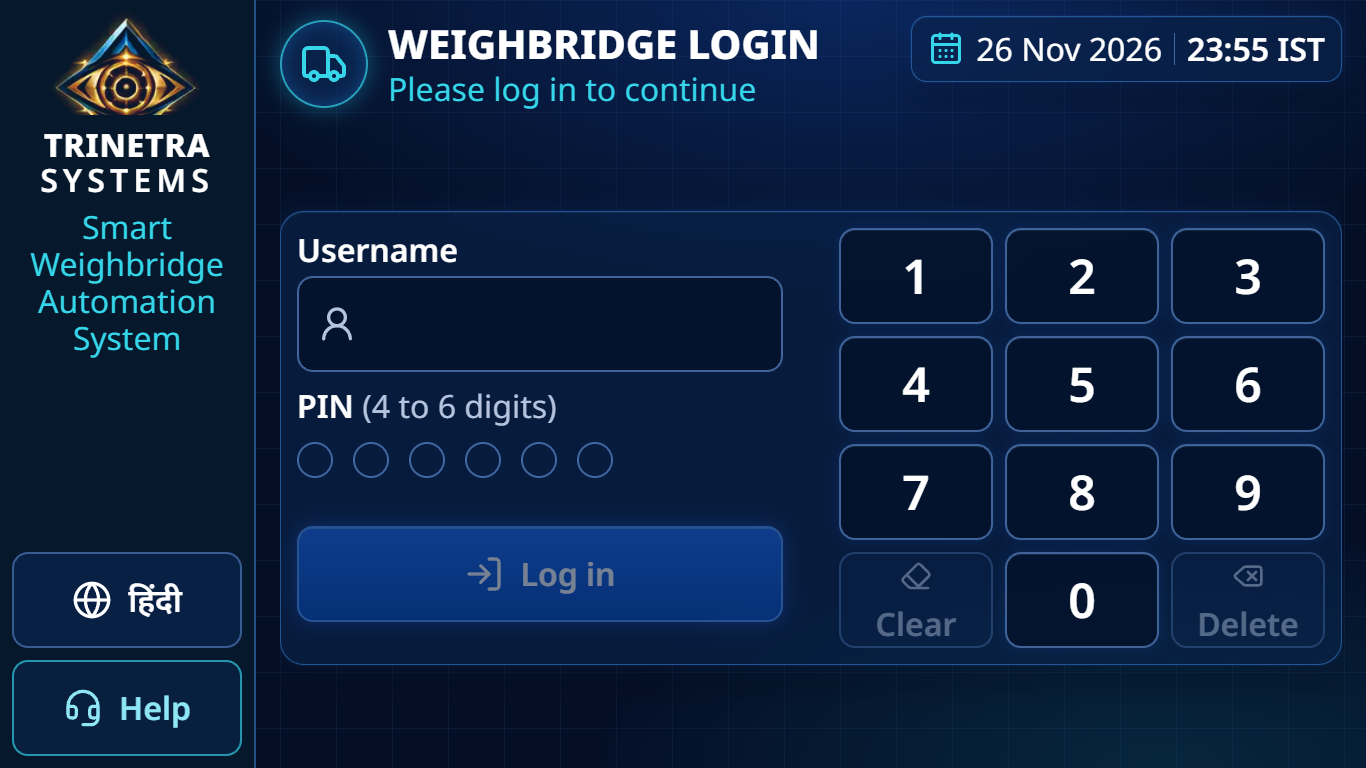 TRINETRA
SYSTEMS
Smart
Weighbridge
Automation
System
हिंदी
Help
WEIGHBRIDGE LOGIN
Please log in to continue
26 Nov 2026 23:55 IST
Username
PIN (4 to 6 digits)
Log in
1 2 3
4 5 6
7 8 9
Clear 0 Delete